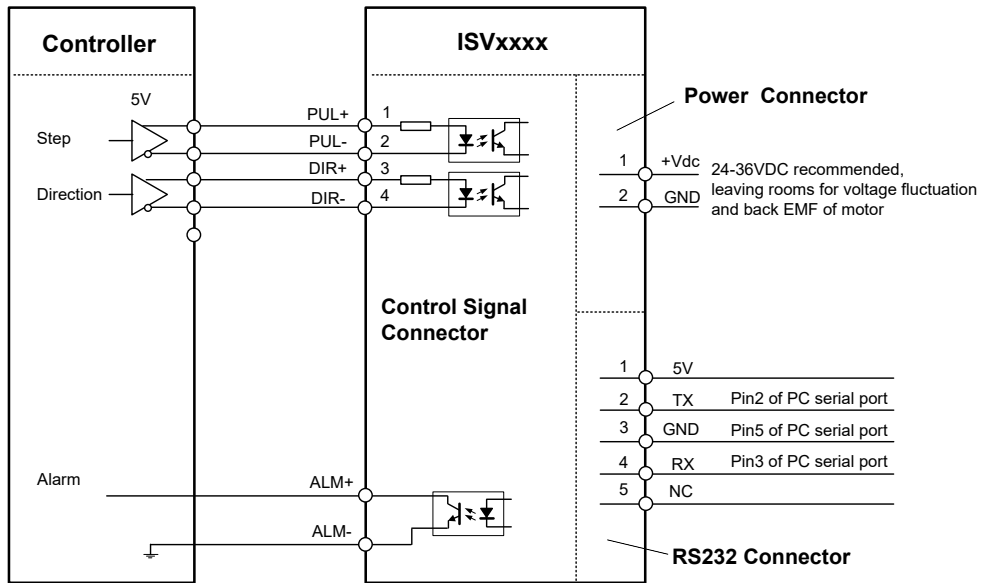 Controller
ISVxxxx
5V
Step
Direction
PUL+
PUL-
DIR+
DIR-
1
2
3
4
Power Connector
1
+Vdc
2
GND
24-36VDC recommended,
leaving rooms for voltage fluctuation
and back EMF of motor
Control Signal
Connector
1
5V
2
TX
Pin2 of PC serial port
3
GND
Pin5 of PC serial port
4
RX
Pin3 of PC serial port
5
NC
Alarm
ALM+
ALM-
RS232 Connector